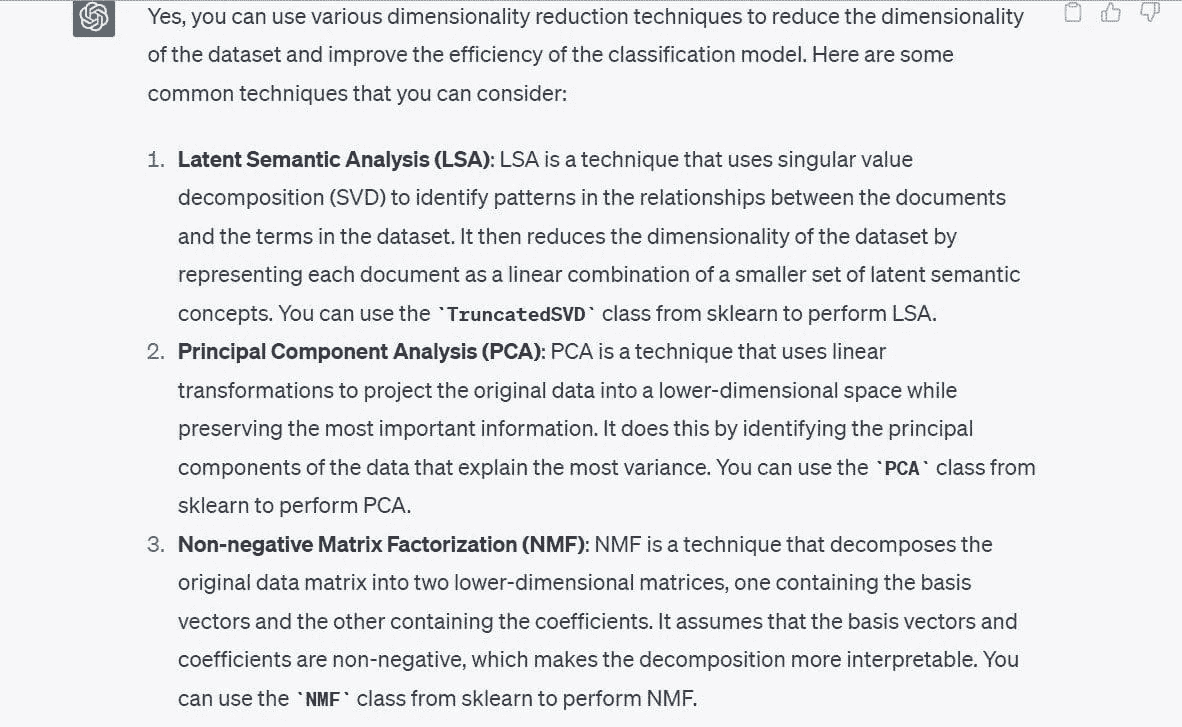 Yes, you can use various dimensionality reduction techniques to reduce the dimensionality
of the dataset and improve the efficiency of the classification model. Here are some
common techniques that you can consider:
1. Latent Semantic Analysis (LSA): LSA is a technique that uses singular value
decomposition (SVD) to identify patterns in the relationships between the documents
and the terms in the dataset. It then reduces the dimensionality of the dataset by
representing each document as a linear combination of a smaller set of latent semantic
concepts. You can use the `TruncatedSVD` class from sklearn to perform LSA.
2. Principal Component Analysis (PCA): PCA is a technique that uses linear
transformations to project the original data into a lower-dimensional space while
preserving the most important information. It does this by identifying the principal
components of the data that explain the most variance. You can use the `PCA` class from
sklearn to perform PCA.
3. Non-negative Matrix Factorization (NMF): NMF is a technique that decomposes the
original data matrix into two lower-dimensional matrices, one containing the basis
vectors and the other containing the coefficients. It assumes that the basis vectors and
coefficients are non-negative, which makes the decomposition more interpretable. You
can use the `NMF` class from sklearn to perform NMF.